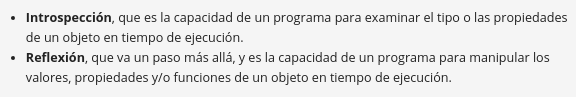 • Introspección, que es la capacidad de un programa para examinar el tipo o las propiedades
de un objeto en tiempo de ejecución.
• Reflexión, que va un paso más allá, y es la capacidad de un programa para manipular los
valores, propiedades y/o funciones de un objeto en tiempo de ejecución.